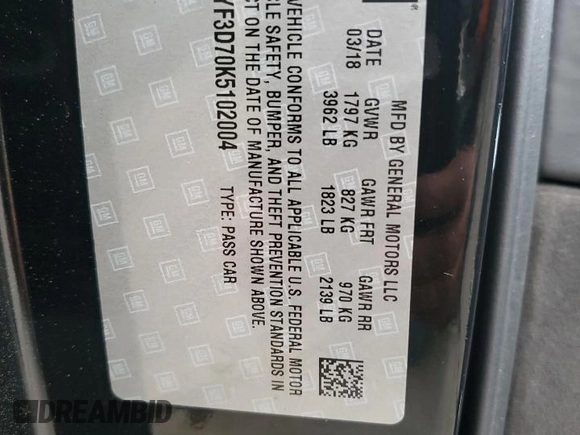 MFD BY GENERAL MOTORS LLC
DATE GVWR GAWR FRT GAWR RR
03/18 1797 KG 827 KG 970 KG
3962 LB 1823 LB 2139 LB
VEHICLE CONFORMS TO ALL APPLICABLE U.S. FEDERAL MOTOR
SAFETY, BUMPER, AND THEFT PREVENTION STANDARDS IN
ON THE DATE OF MANUFACTURE SHOWN ABOVE.
YF3D70K5102004 TYPE: PASS CAR
GM
DREAMBID